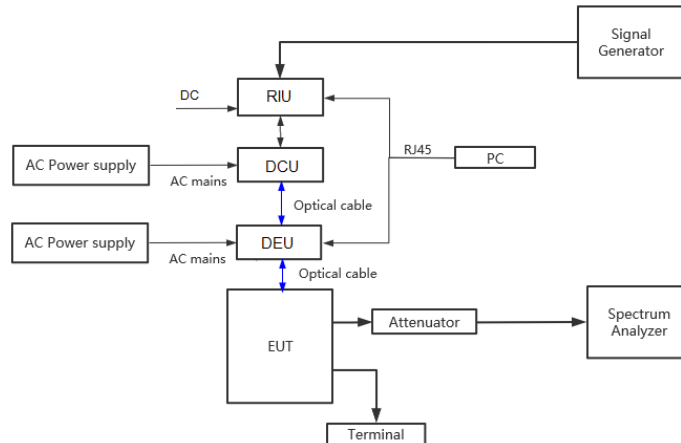 Signal
Generator
DC
RIU
RJ45
PC
AC Power supply
AC mains
DCU
Optical cable
AC Power supply
AC mains
DEU
Optical cable
EUT
Attenuator
Spectrum
Analyzer
Terminal